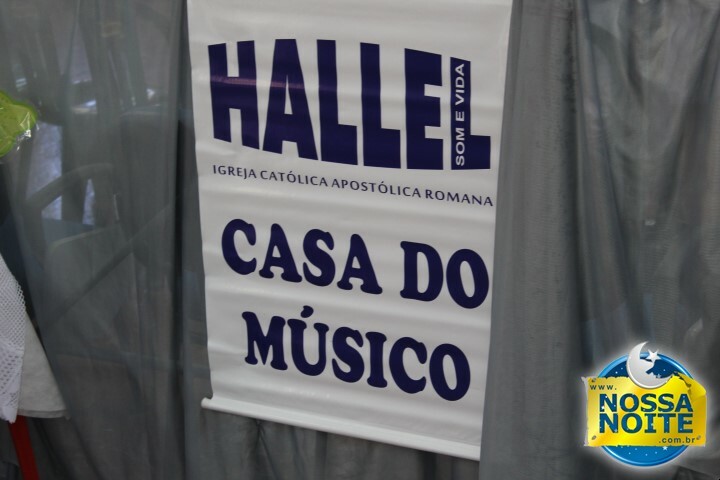 HALLEL
SOM E VIDA
IGREJA CATÓLICA APOSTÓLICA ROMANA
CASA DO
MÚSICO
www.
NOSSA
NOITE
.com.br